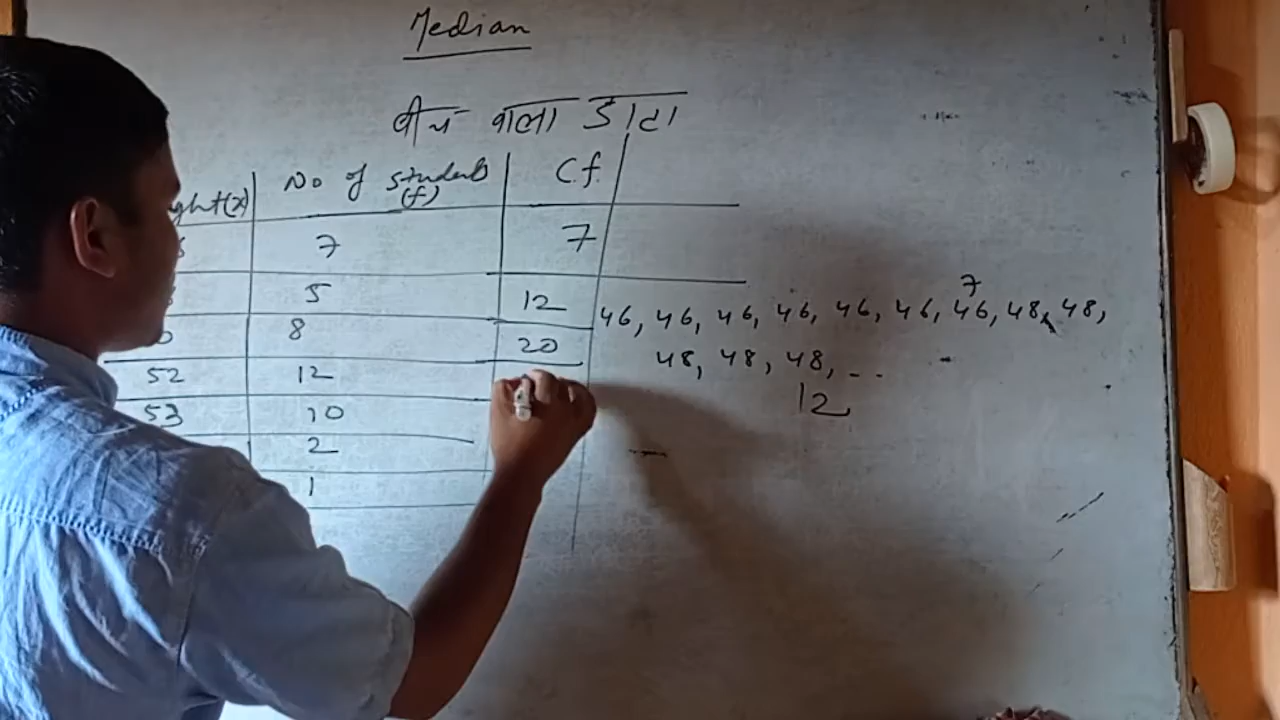 Median
बीच वाला डाटा
ght(x) No of students (f) C.f.
7 7
5 12
8 20
52 12
53 10
2
1
7
46, 46, 46, 46, 46, 46, 46, 48, 48,
48, 48, 48, - -
12